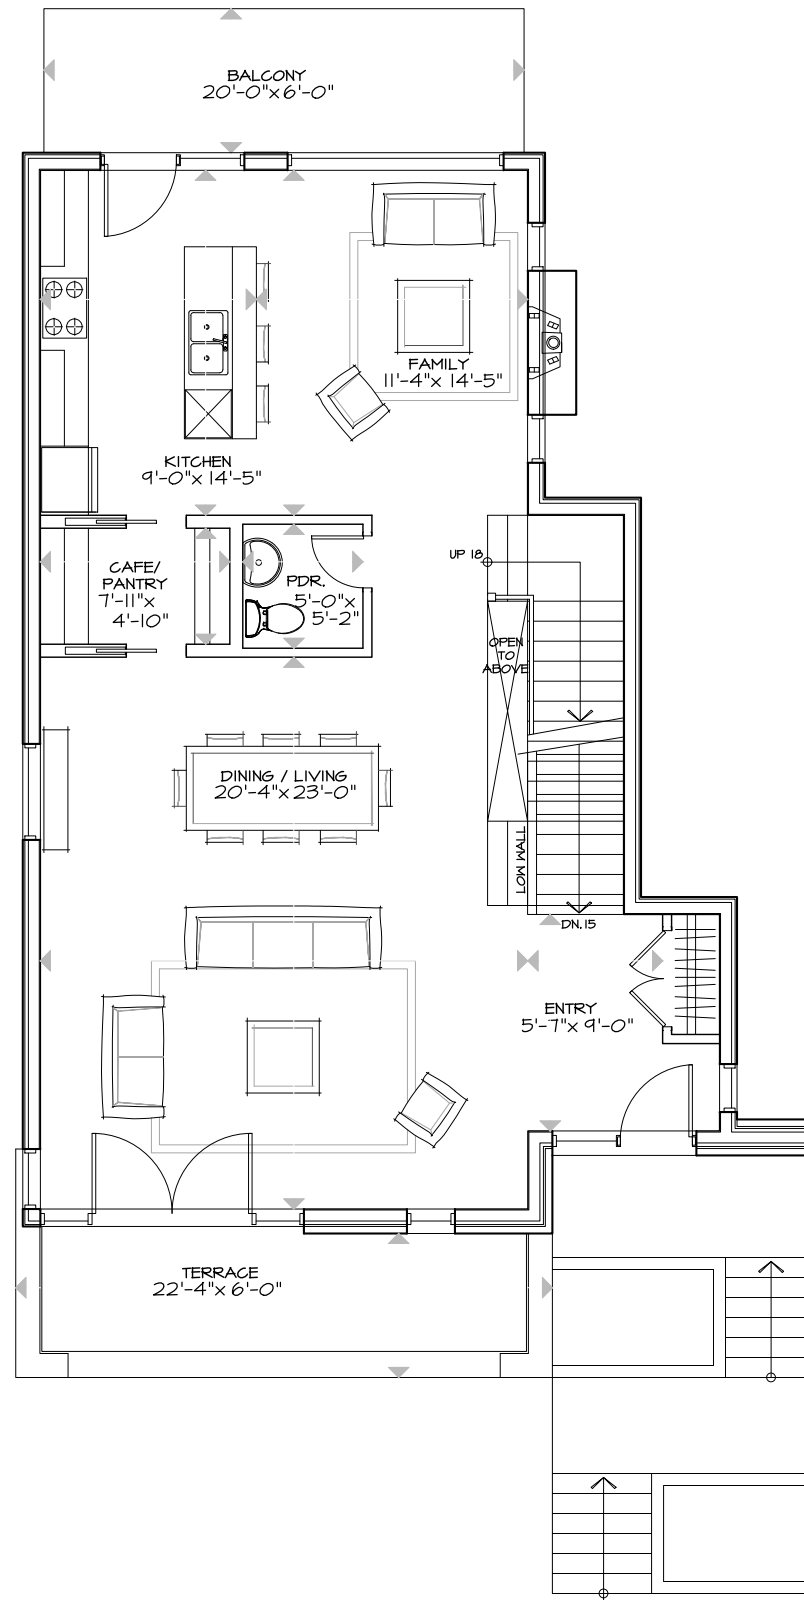 BALCONY
20'-0"x 6'-0"
FAMILY
11'-4"x 14'-5"
KITCHEN
9'-0"x 14'-5"
UP 18
CAFE/
PANTRY
7'-11"x
4'-10"
PDR.
5'-0"x
5'-2"
OPEN
TO
ABOVE
DINING / LIVING
20'-4"x 23'-0"
LOW WALL
DN.15
ENTRY
5'-7"x 9'-0"
TERRACE
22'-4"x 6'-0"